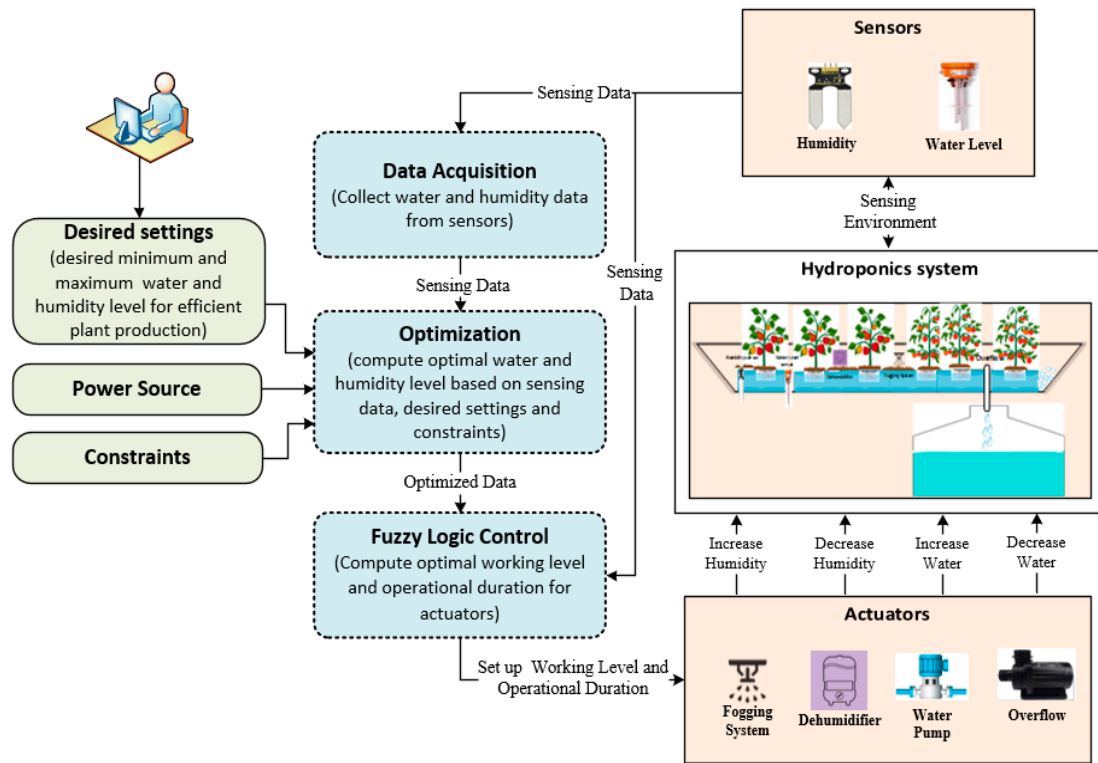 Sensors
Humidity
Water Level
Sensing Data
Data Acquisition
(Collect water and humidity data
from sensors)
Desired settings
(desired minimum and
maximum water and
humidity level for efficient
plant production)
Sensing Data
Sensing
Data
Sensing
Environment
Hydroponics system
Overflow
Dehumidifier
Fogging System
Optimization
(compute optimal water and
humidity level based on sensing
data, desired settings and
constraints)
Power Source
Constraints
Optimized Data
Fuzzy Logic Control
(Compute optimal working level
and operational duration for
actuators)
Increase
Humidity
Decrease
Humidity
Increase
Water
Decrease
Water
Set up Working Level and
Operational Duration
Actuators
Fogging
System
Dehumidifier
Water
Pump
Overflow